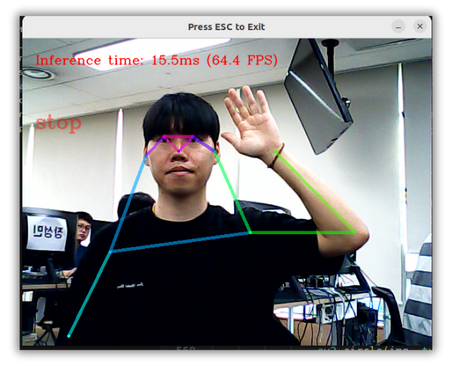 Press ESC to Exit
Inference time: 15.5ms (64.4 FPS)
stop